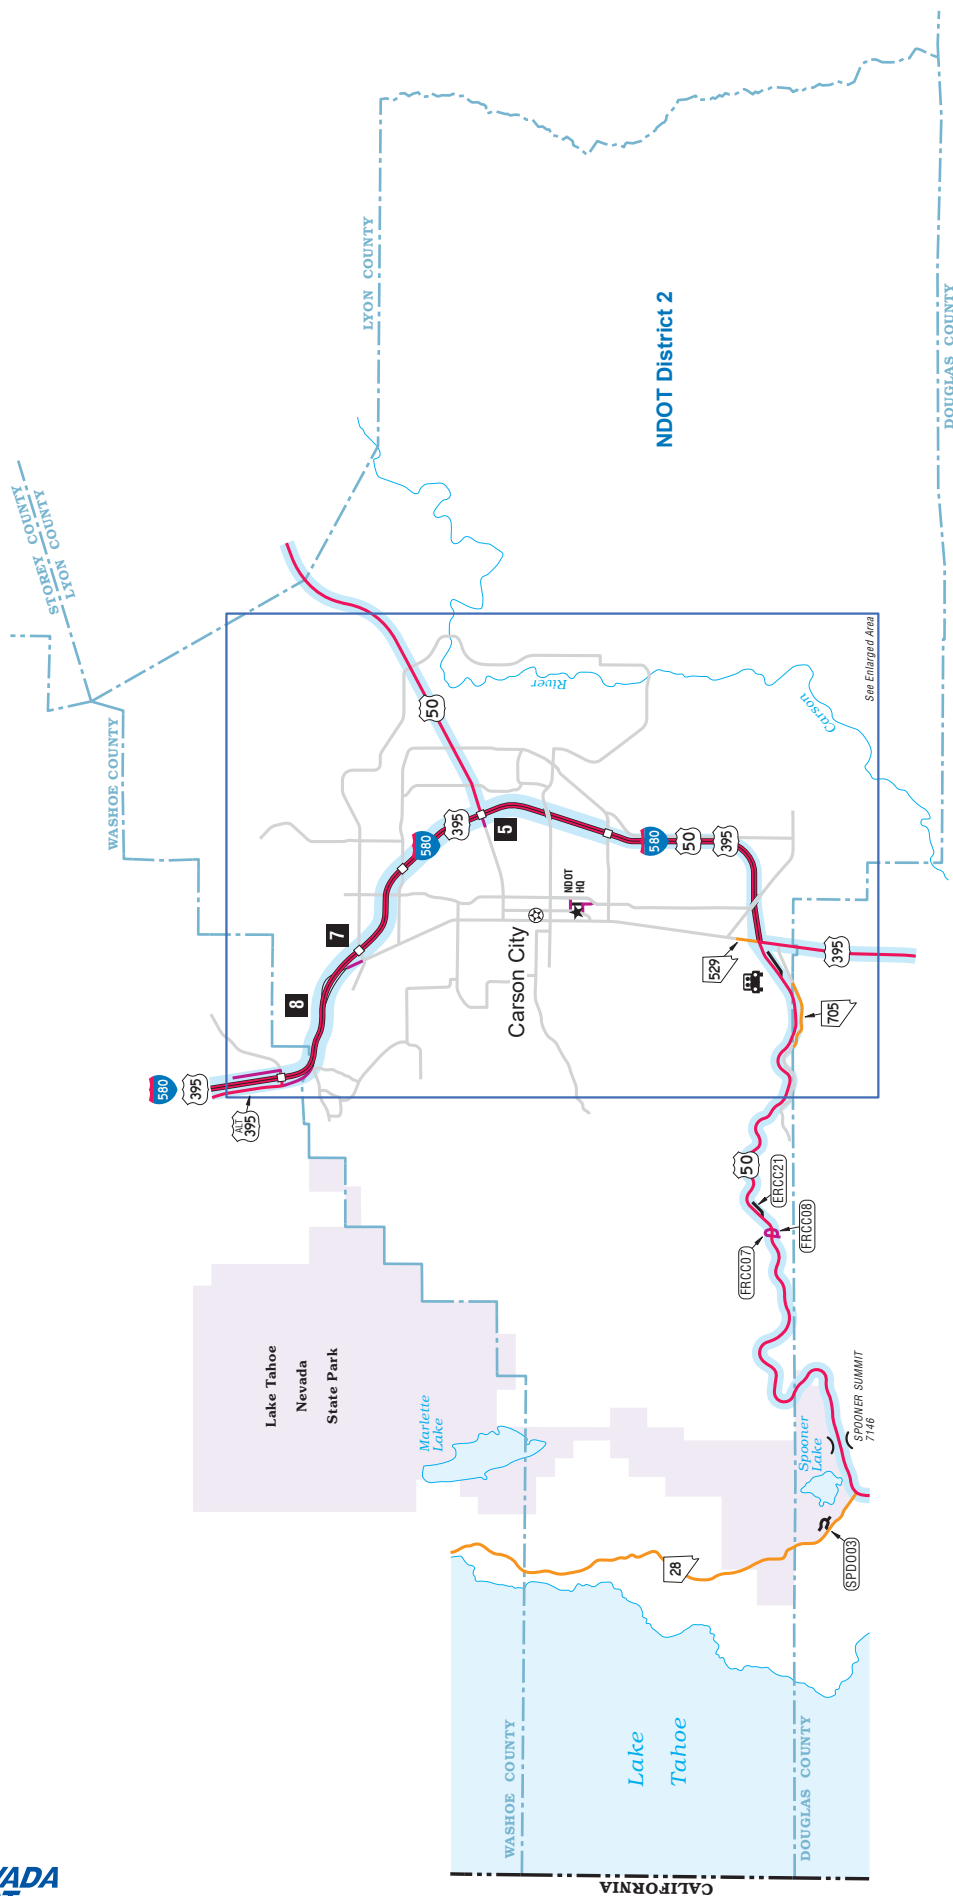 STOREY COUNTY
LYON COUNTY
WASHOE COUNTY
LYON COUNTY
NDOT District 2
DOUGLAS COUNTY
See Enlarged Area
River
Carson
50
395
5
580
580
50
395
7
8
NDOT
HQ
Carson City
529
705
395
580
395
ALT
395
50
ERCC21
FRCC07
FRCC08
Lake Tahoe
Nevada
State Park
Marlette
Lake
Spooner
Lake
SPOONER SUMMIT
7146
SPDO03
28
WASHOE COUNTY
Lake
Tahoe
DOUGLAS COUNTY
CALIFORNIA